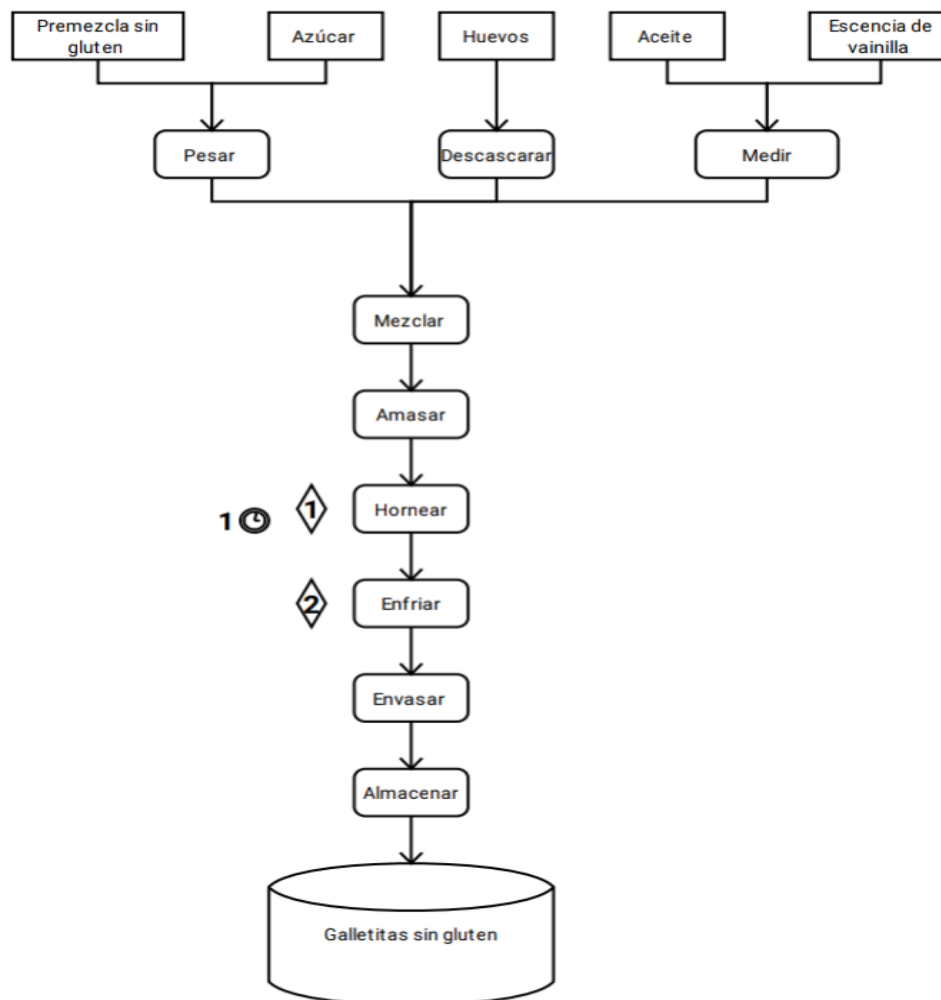 Premezcla sin
gluten
Azúcar
Huevos
Aceite
Escencia de
vainilla
Pesar
Descascarar
Medir
Mezclar
Amasar
1
1
Hornear
2
Enfriar
Envasar
Almacenar
Galletitas sin gluten